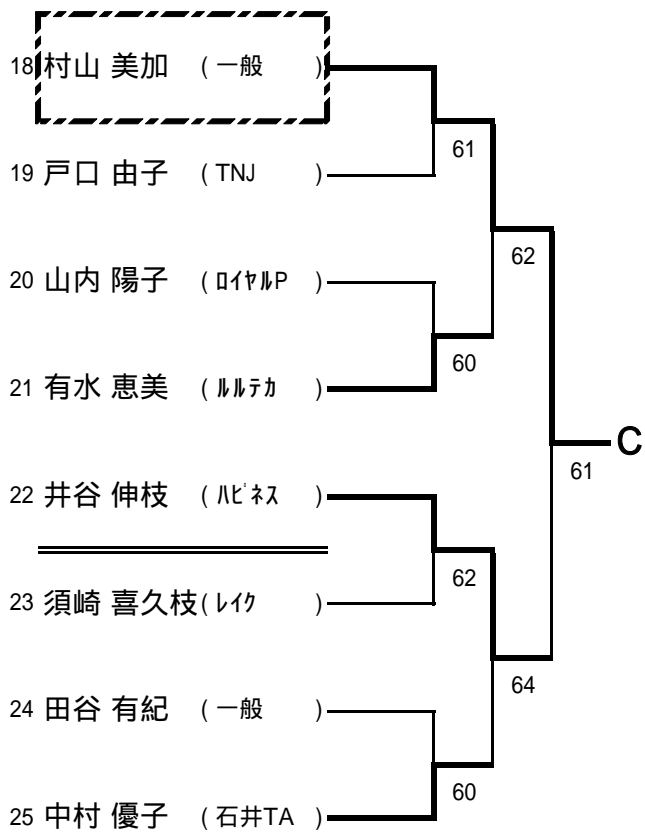 18 村山 美加 ( 一般 )
61
19 戸口 由子 ( TNJ )
62
20 山内 陽子 ( ﾛｲﾔﾙP )
60
21 有水 恵美 ( ﾙﾙﾃｶ )
C
61
22 井谷 伸枝 ( ﾊﾋﾟﾈｽ )
62
23 須崎 喜久枝 ( ﾚｲｸ )
64
24 田谷 有紀 ( 一般 )
60
25 中村 優子 ( 石井TA )